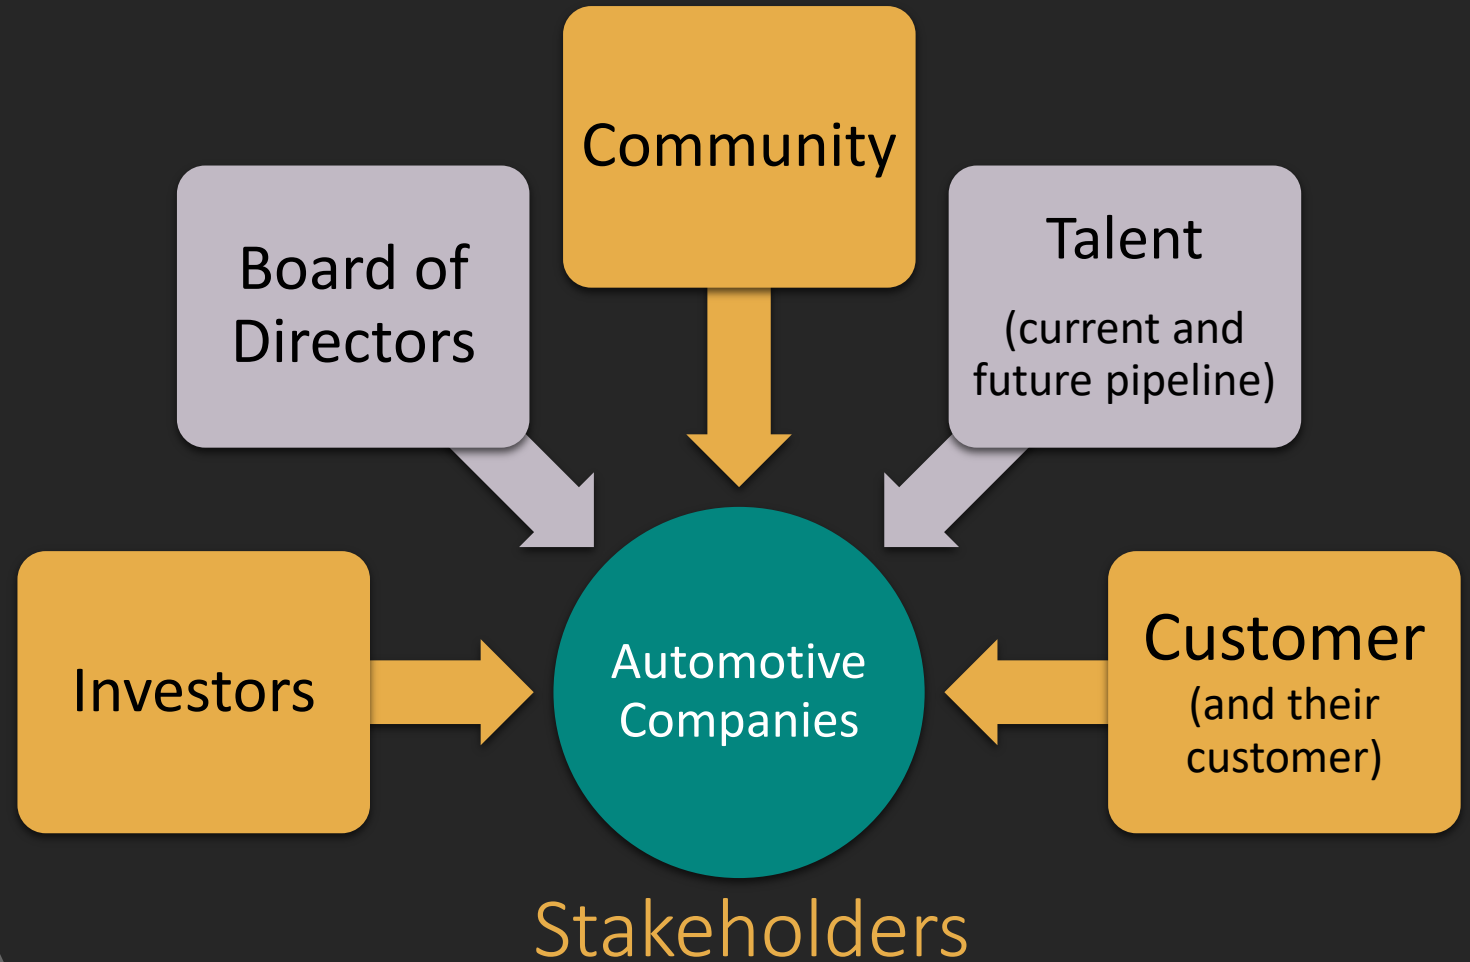 Community
Board of
Directors
Talent
(current and
future pipeline)
Investors
Automotive
Companies
Customer
(and their
customer)
Stakeholders